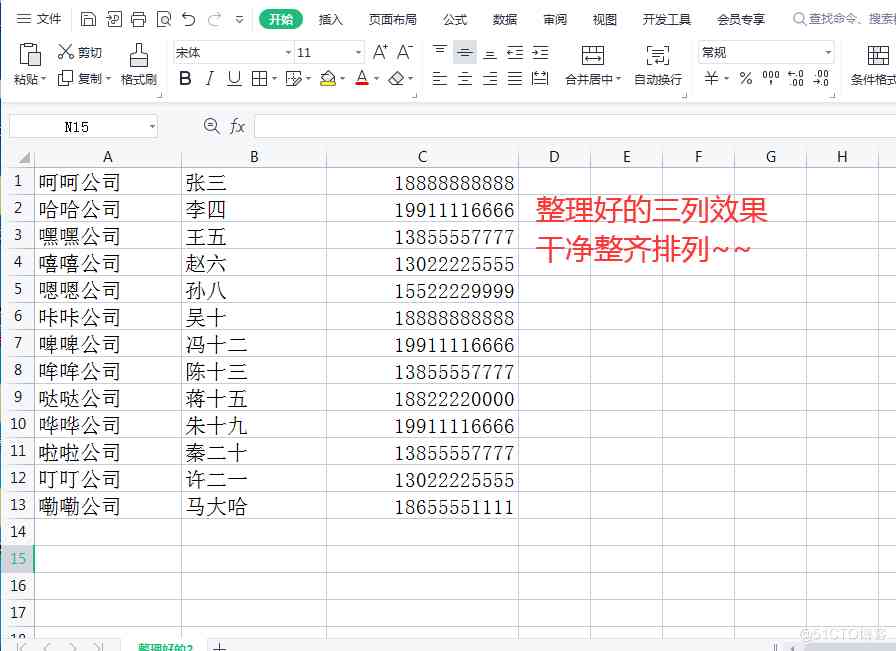 文件 开始 插入 页面布局 公式 数据 审阅 视图 开发工具 会员专享 查找命令、搜索
粘贴 剪切 复制 格式刷 宋体 11 A+ A- B I U A 合并居中 自动换行 常规 ¥ % 000 条件格式
N15 fx
A B C D E F G H
1 呵呵公司 张三 18888888888
2 哈哈公司 李四 19911116666
整理好的三列效果
3 嘿嘿公司 王五 13855557777
干净整齐排列~~
4 嘻嘻公司 赵六 13022225555
5 嗯嗯公司 孙八 15522229999
6 咔咔公司 吴十 18888888888
7 啤啤公司 冯十二 19911116666
8 哞哞公司 陈十三 13855557777
9 哒哒公司 蒋十五 18822220000
10 哗哗公司 朱十九 19911116666
11 啦啦公司 秦二十 13855557777
12 叮叮公司 许二一 13022225555
13 嘞嘞公司 马大哈 18655551111
14
15
16
17
18
整理好的2
@51CTO博客